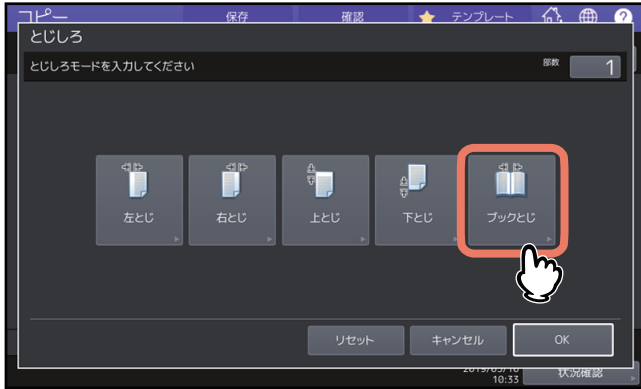 コピー 保存 確認 テンプレート ?
とじしろ
とじしろモードを入力してください 部数 1
左とじ 右とじ 上とじ 下とじ ブックとじ
リセット キャンセル OK
状況確認
10:33